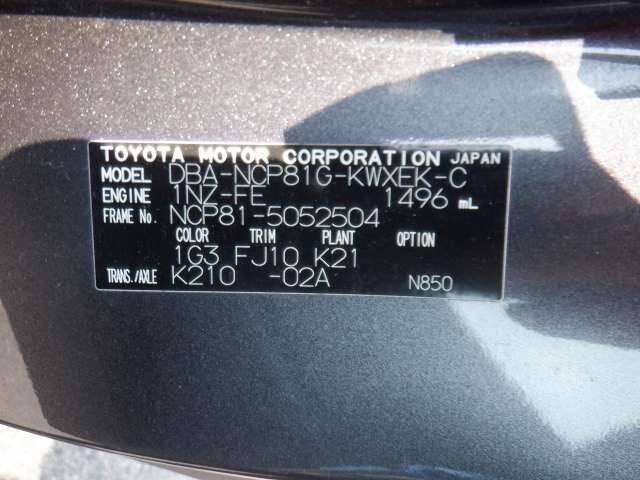 TOYOTA MOTOR CORPORATION JAPAN
MODEL DBA-NCP81G-KWXEK-C
ENGINE 1NZ-FE 1496 mL
FRAME No. NCP81-5052504
COLOR TRIM PLANT OPTION
1G3 FJ10 K21
TRANS./AXLE K210 -02A N850